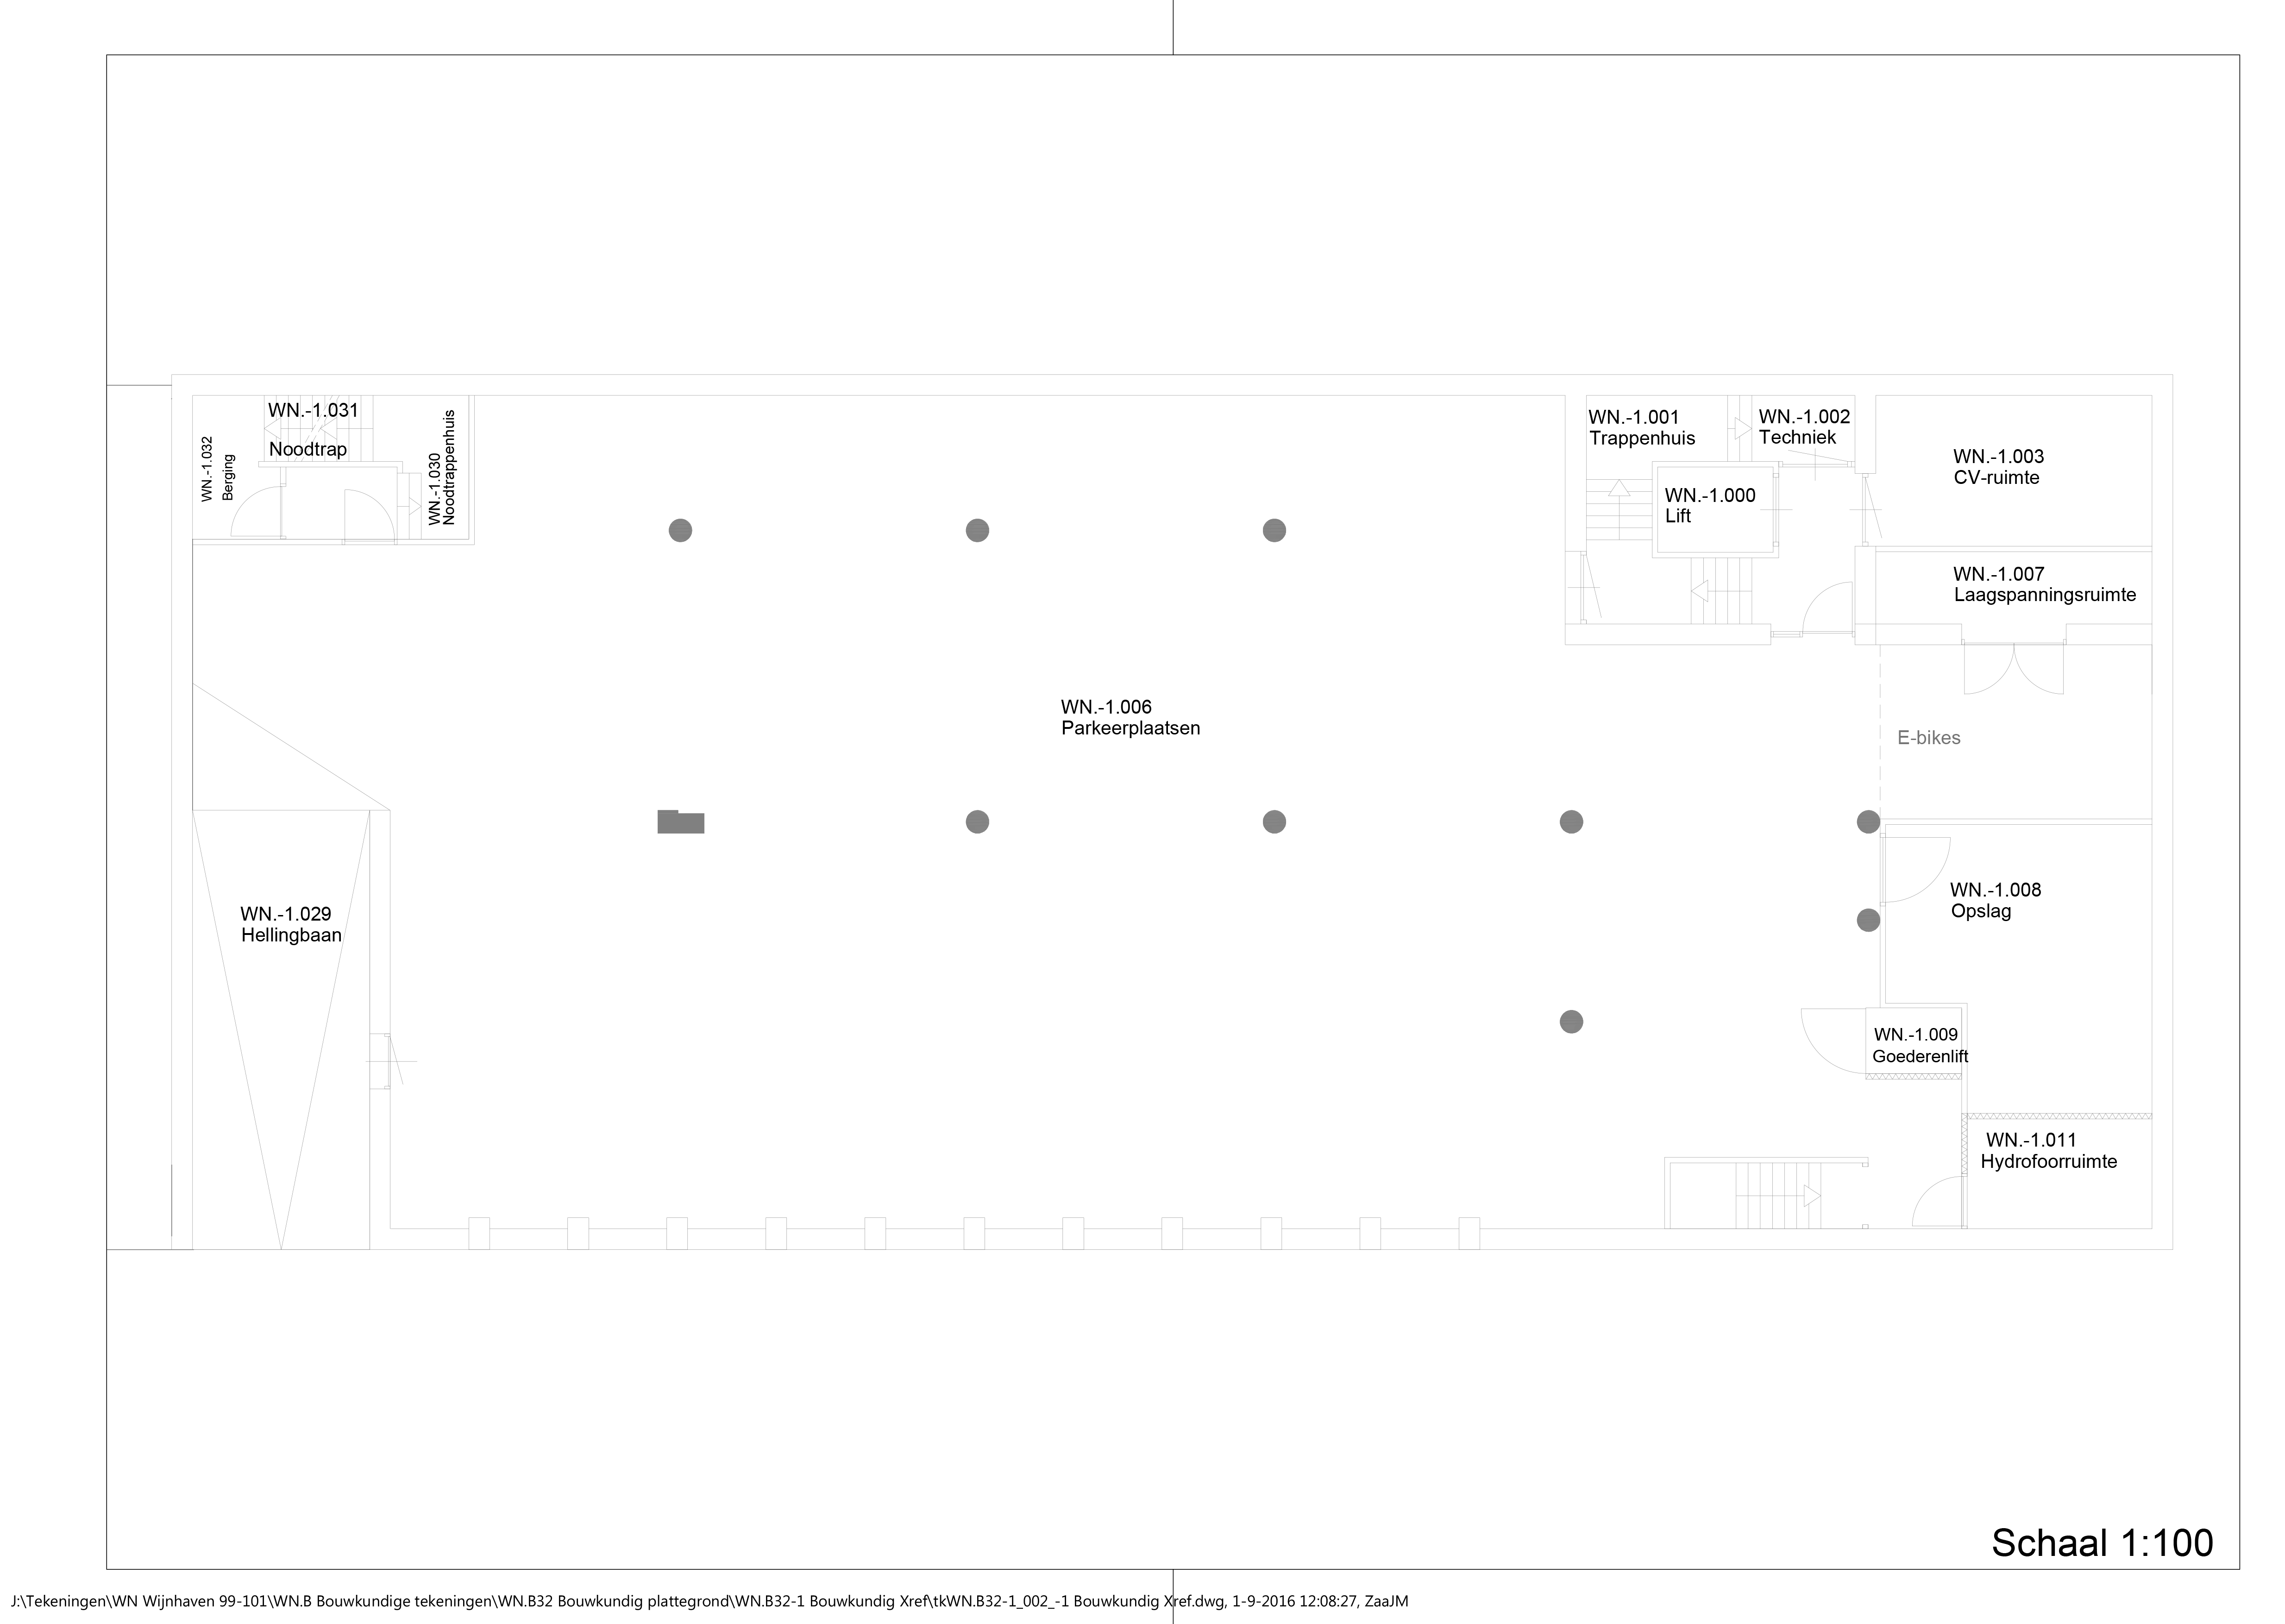 WN.-1.031
Noodtrap
WN.-1.032
Berging
WN.-1.030
Noodtrappenhuis
WN.-1.001
Trappenhuis
WN.-1.002
Techniek
WN.-1.000
Lift
WN.-1.003
CV-ruimte
WN.-1.007
Laagspanningsruimte
WN.-1.006
Parkeerplaatsen
E-bikes
WN.-1.029
Hellingbaan
WN.-1.008
Opslag
WN.-1.009
Goederenlift
WN.-1.011
Hydrofoorruimte
Schaal 1:100
J:\Tekeningen\WN Wijnhaven 99-101\WN.B Bouwkundige tekeningen\WN.B32 Bouwkundig plattegrond\WN.B32-1 Bouwkundig Xref\tkWN.B32-1_002_-1 Bouwkundig Xref.dwg, 1-9-2016 12:08:27, ZaaJM